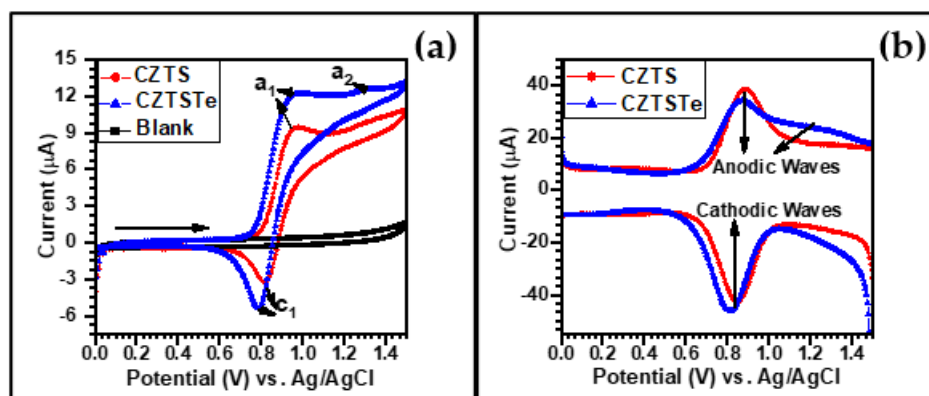 (a)
15
12
9
6
3
0
-3
-6
Current (μA)
CZTS
CZTSTe
Blank
a1
a2
c1
0.0 0.2 0.4 0.6 0.8 1.0 1.2 1.4
Potential (V) vs. Ag/AgCl
(b)
40
20
0
-20
-40
Current (μA)
CZTS
CZTSTe
Anodic Waves
Cathodic Waves
0.0 0.2 0.4 0.6 0.8 1.0 1.2 1.4
Potential (V) vs. Ag/AgCl